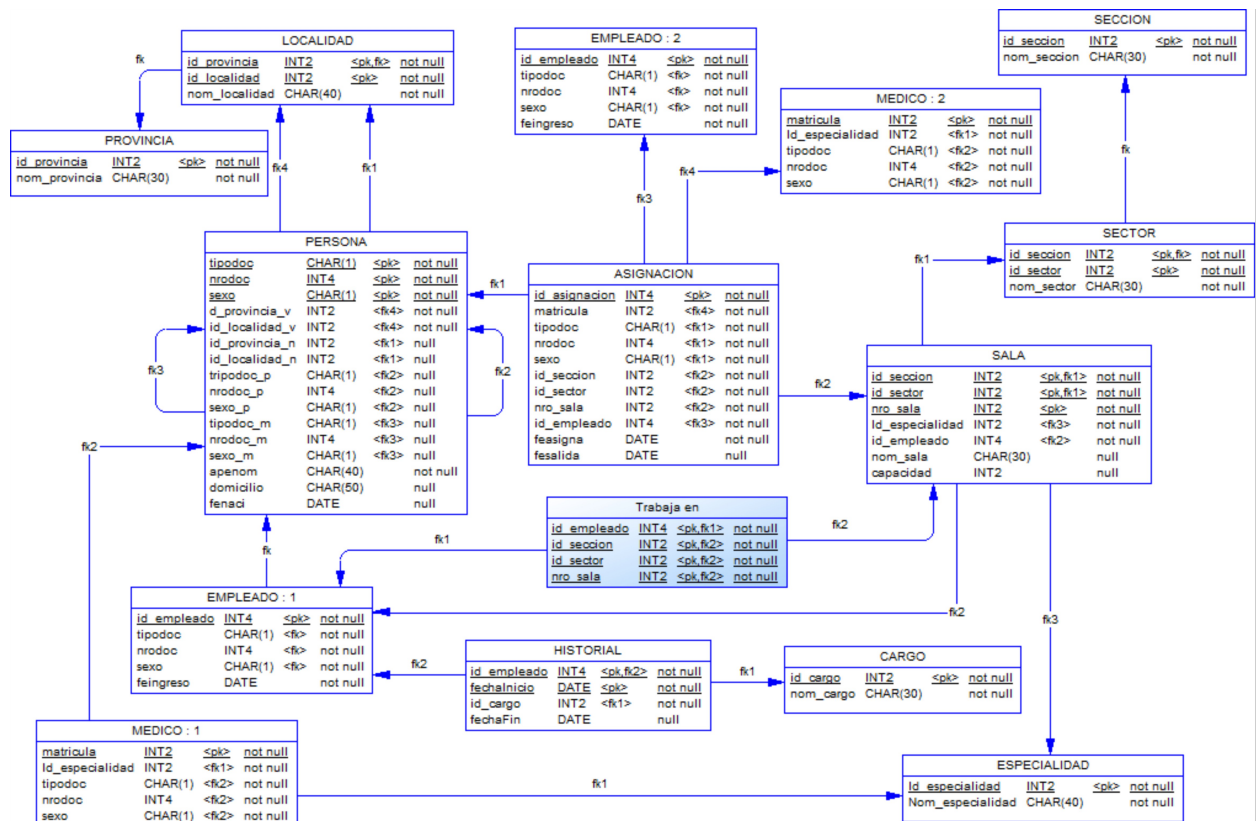 LOCALIDAD
id_provincia INT2 <pk,fk> not null
id_localidad INT2 <pk> not null
nom_localidad CHAR(40) not null
fk
PROVINCIA
id_provincia INT2 <pk> not null
nom_provincia CHAR(30) not null
fk4
fk1
EMPLEADO : 2
id_empleado INT4 <pk> not null
tipodoc CHAR(1) <fk> not null
nrodoc INT4 <fk> not null
sexo CHAR(1) <fk> not null
feingreso DATE not null
fk3
fk4
MEDICO : 2
matricula INT2 <pk> not null
Id_especialidad INT2 <fk1> not null
tipodoc CHAR(1) <fk2> not null
nrodoc INT4 <fk2> not null
sexo CHAR(1) <fk2> not null
SECCION
id_seccion INT2 <pk> not null
nom_seccion CHAR(30) not null
fk
SECTOR
id_seccion INT2 <pk,fk> not null
id_sector INT2 <pk> not null
nom_sector CHAR(30) not null
fk1
PERSONA
tipodoc CHAR(1) <pk> not null
nrodoc INT4 <pk> not null
sexo CHAR(1) <pk> not null
d_provincia_v INT2 <fk4> not null
id_localidad_v INT2 <fk4> not null
id_provincia_n INT2 <fk1> null
id_localidad_n INT2 <fk1> null
tripodoc_p CHAR(1) <fk2> null
nrodoc_p INT4 <fk2> null
sexo_p CHAR(1) <fk2> null
tipodoc_m CHAR(1) <fk3> null
nrodoc_m INT4 <fk3> null
sexo_m CHAR(1) <fk3> null
apenom CHAR(40) not null
domicilio CHAR(50) null
fenaci DATE null
fk3
fk2
fk1
ASIGNACION
id_asignacion INT4 <pk> not null
matricula INT2 <fk4> not null
tipodoc CHAR(1) <fk1> not null
nrodoc INT4 <fk1> not null
sexo CHAR(1) <fk1> not null
id_seccion INT2 <fk2> not null
id_sector INT2 <fk2> not null
nro_sala INT2 <fk2> not null
id_empleado INT4 <fk3> not null
feasigna DATE not null
fesalida DATE null
fk2
SALA
id_seccion INT2 <pk,fk1> not null
id_sector INT2 <pk,fk1> not null
nro_sala INT2 <pk> not null
Id_especialidad INT2 <fk3> not null
id_empleado INT4 <fk2> not null
nom_sala CHAR(30) null
capacidad INT2 null
fk2
fk
Trabaja en
id_empleado INT4 <pk,fk1> not null
id_seccion INT2 <pk,fk2> not null
id_sector INT2 <pk,fk2> not null
nro_sala INT2 <pk,fk2> not null
fk1
fk2
EMPLEADO : 1
id_empleado INT4 <pk> not null
tipodoc CHAR(1) <fk> not null
nrodoc INT4 <fk> not null
sexo CHAR(1) <fk> not null
feingreso DATE not null
fk2
fk3
fk2
HISTORIAL
id_empleado INT4 <pk,fk2> not null
fechaInicio DATE <pk> not null
id_cargo INT2 <fk1> not null
fechaFin DATE null
fk1
CARGO
id_cargo INT2 <pk> not null
nom_cargo CHAR(30) not null
MEDICO : 1
matricula INT2 <pk> not null
Id_especialidad INT2 <fk1> not null
tipodoc CHAR(1) <fk2> not null
nrodoc INT4 <fk2> not null
sexo CHAR(1) <fk2> not null
fk1
ESPECIALIDAD
Id_especialidad INT2 <pk> not null
Nom_especialidad CHAR(40) not null